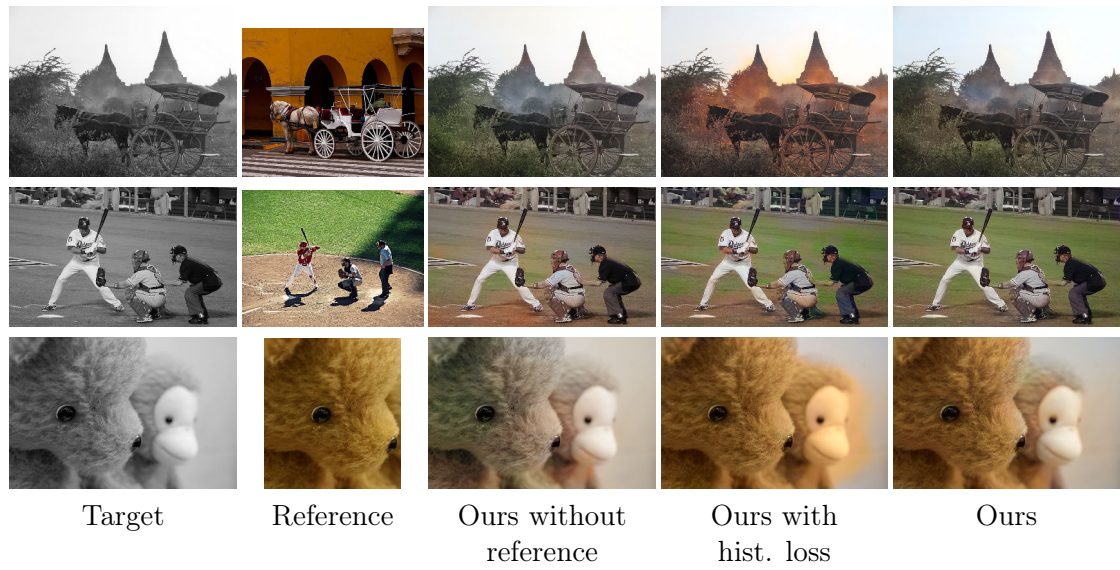 Target
Reference
Ours without
reference
Ours with
hist. loss
Ours